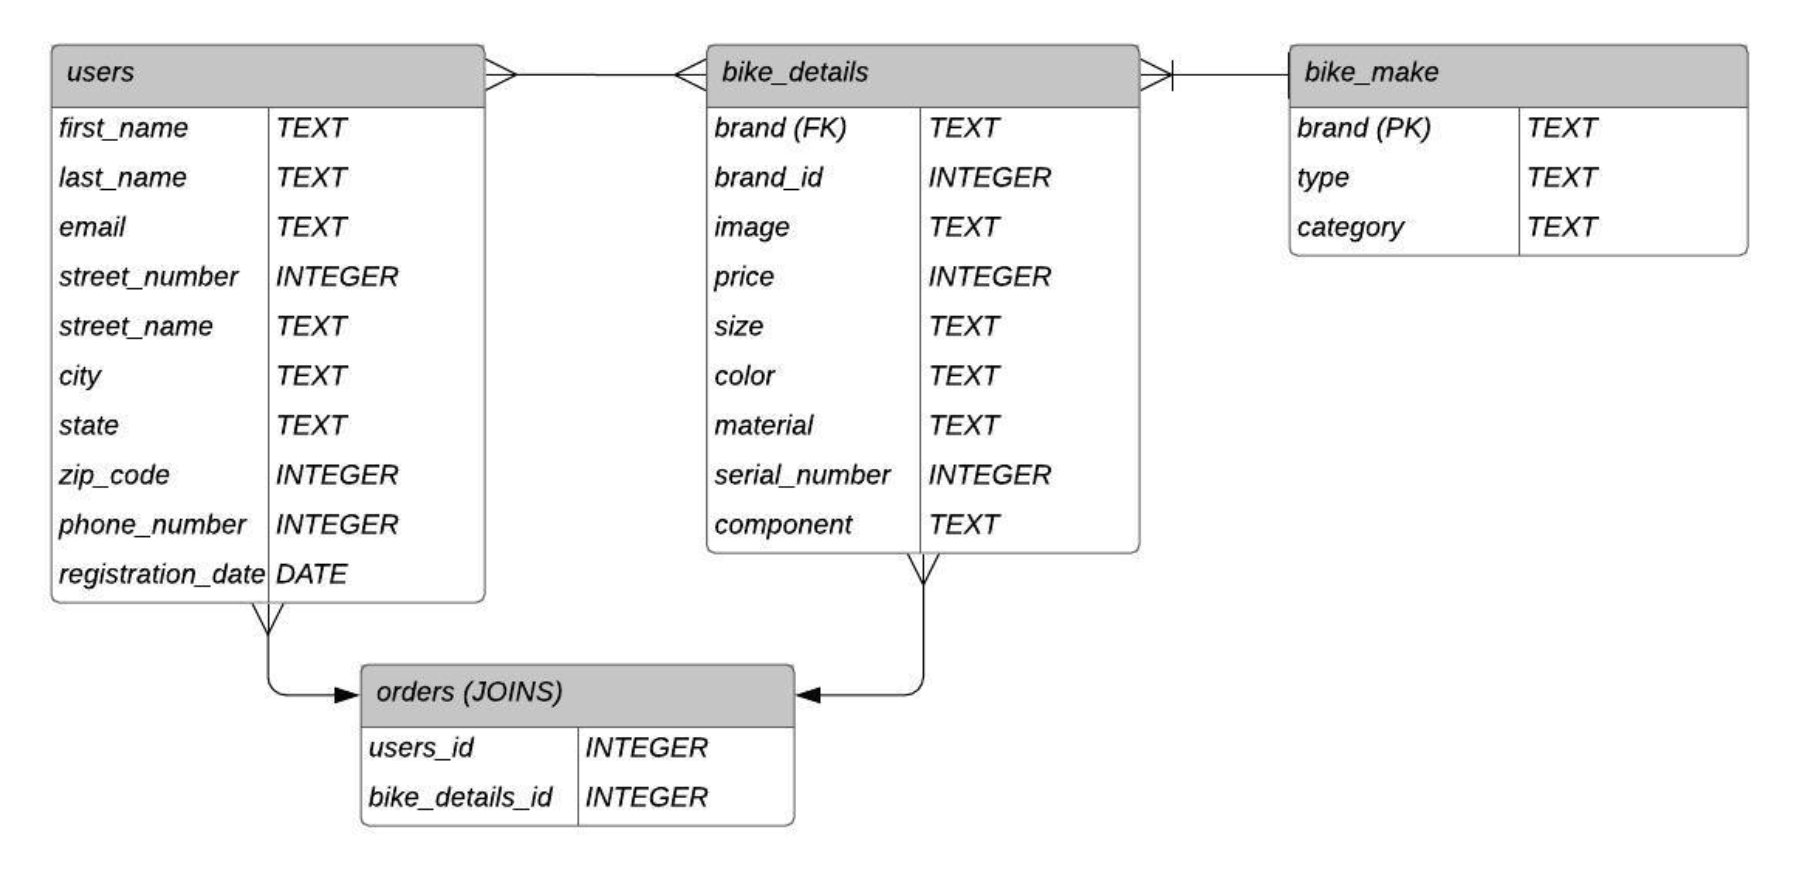 users
first_name TEXT
last_name TEXT
email TEXT
street_number INTEGER
street_name TEXT
city TEXT
state TEXT
zip_code INTEGER
phone_number INTEGER
registration_date DATE
bike_details
brand (FK) TEXT
brand_id INTEGER
image TEXT
price INTEGER
size TEXT
color TEXT
material TEXT
serial_number INTEGER
component TEXT
bike_make
brand (PK) TEXT
type TEXT
category TEXT
orders (JOINS)
users_id INTEGER
bike_details_id INTEGER